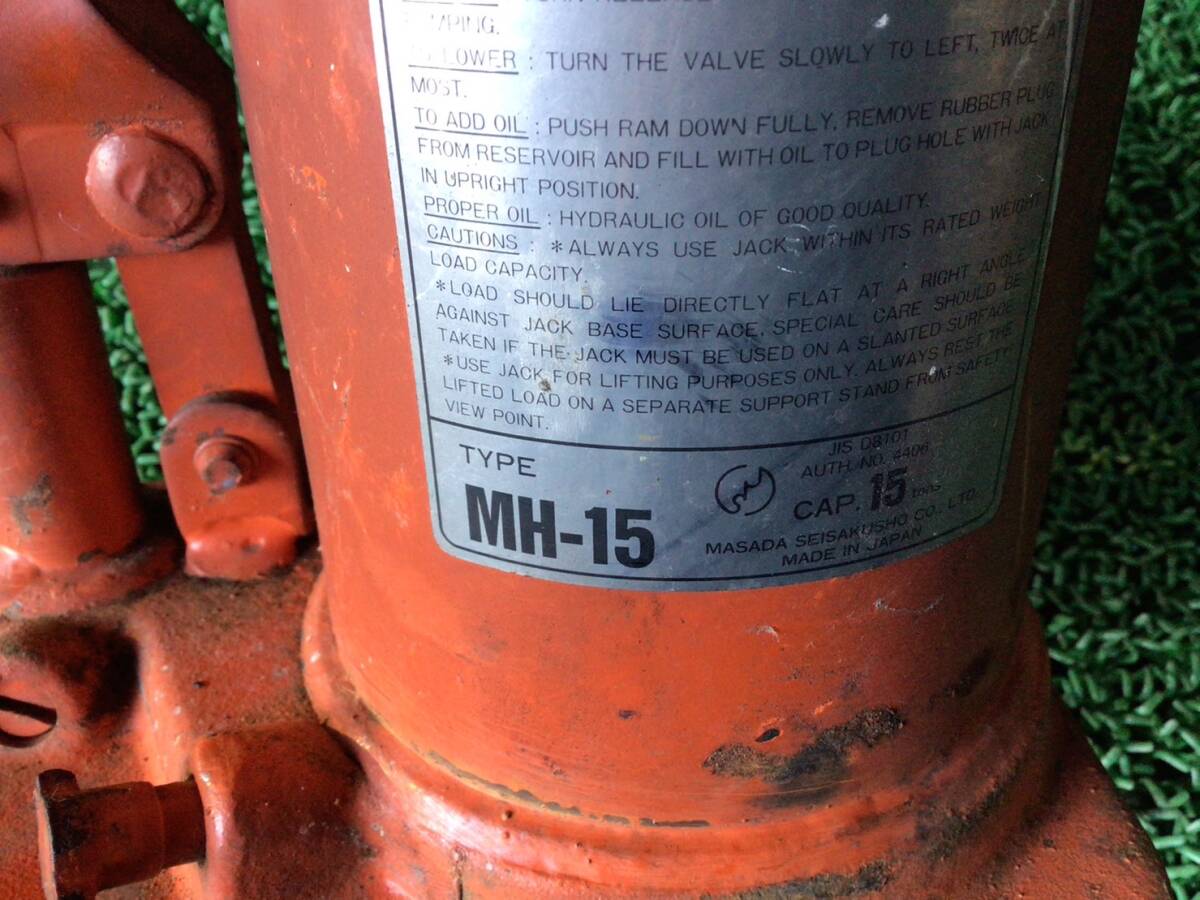 TO LOWER : TURN THE VALVE SLOWLY TO LEFT, TWICE AT
MOST.
TO ADD OIL : PUSH RAM DOWN FULLY, REMOVE RUBBER PLUG
FROM RESERVOIR AND FILL WITH OIL TO PLUG HOLE WITH JACK
IN UPRIGHT POSITION.
PROPER OIL : HYDRAULIC OIL OF GOOD QUALITY.
CAUTIONS : *ALWAYS USE JACK WITHIN ITS RATED WEIGHT
LOAD CAPACITY.
*LOAD SHOULD LIE DIRECTLY FLAT AT A RIGHT ANGLE
AGAINST JACK BASE SURFACE. SPECIAL CARE SHOULD BE
TAKEN IF THE JACK MUST BE USED ON A SLANTED SURFACE
*USE JACK FOR LIFTING PURPOSES ONLY. ALWAYS REST THE
LIFTED LOAD ON A SEPARATE SUPPORT STAND FROM SAFETY
VIEW POINT.
TYPE
MH-15
JIS D8101
AUTH. NO. 4406
CAP. 15 tons
MASADA SEISAKUSHO CO., LTD.
MADE IN JAPAN